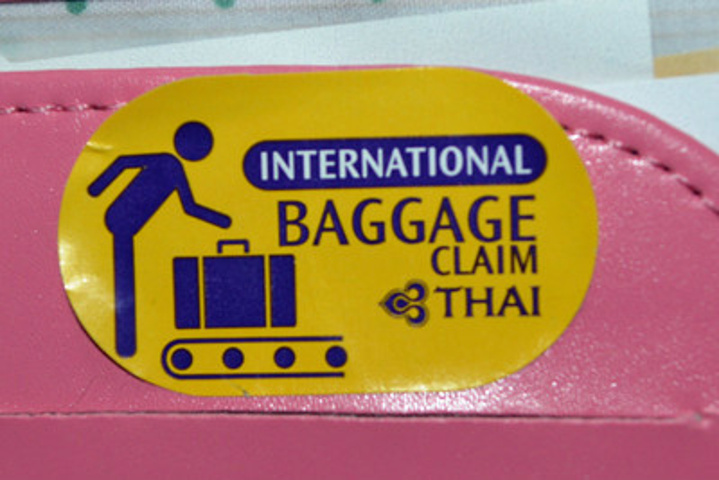 INTERNATIONAL
BAGGAGE
CLAIM
THAI